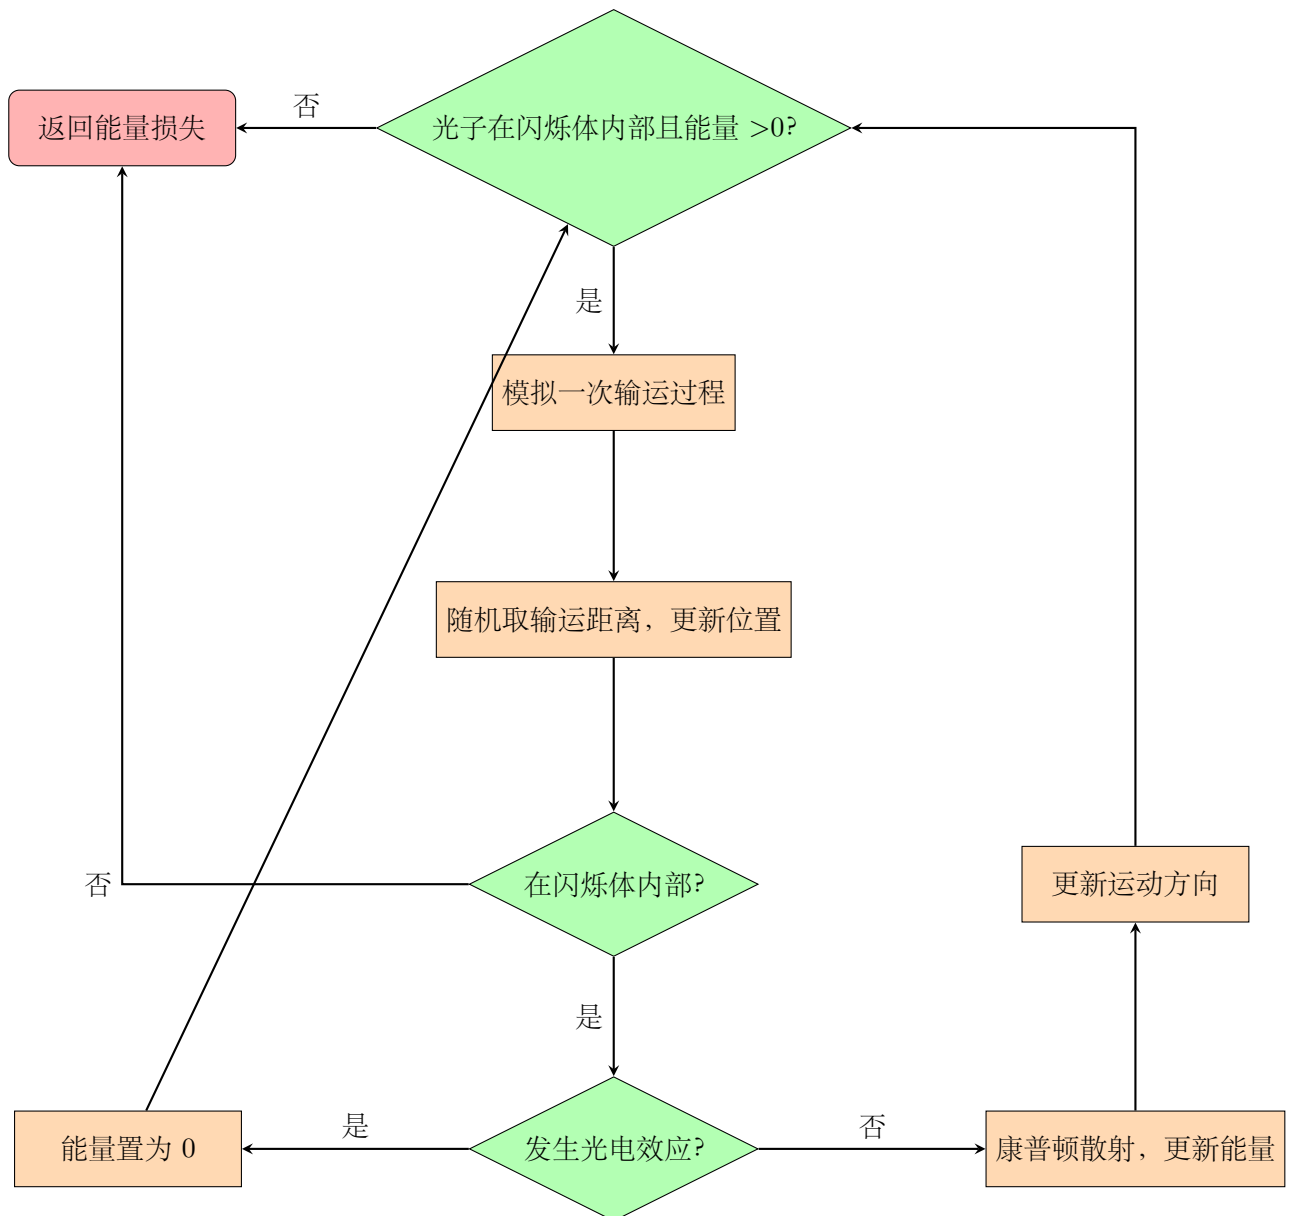 否
返回能量损失
光子在闪烁体内部且能量 >0?
是
模拟一次输运过程
随机取输运距离，更新位置
否
在闪烁体内部?
更新运动方向
是
是
否
能量置为 0
发生光电效应?
康普顿散射，更新能量